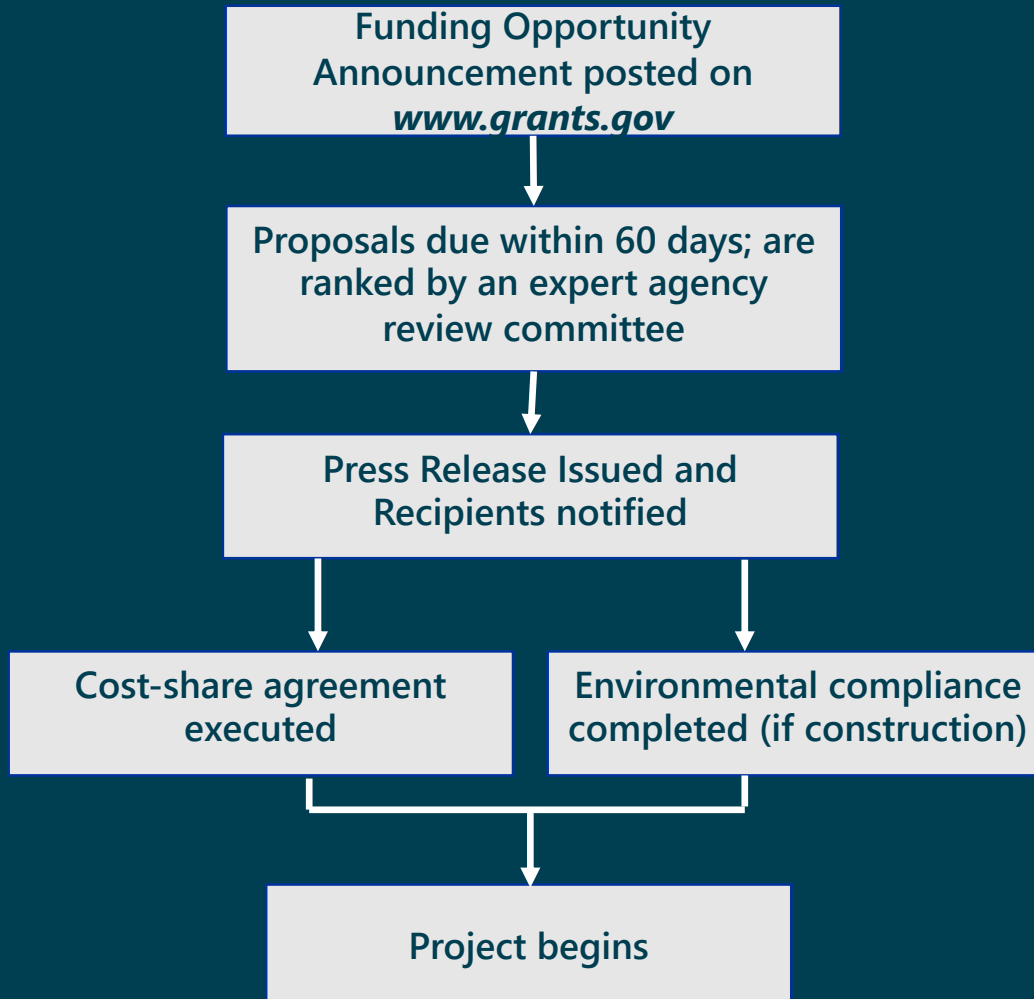 Funding Opportunity
Announcement posted on
www.grants.gov
Proposals due within 60 days; are
ranked by an expert agency
review committee
Press Release Issued and
Recipients notified
Cost-share agreement
executed
Environmental compliance
completed (if construction)
Project begins